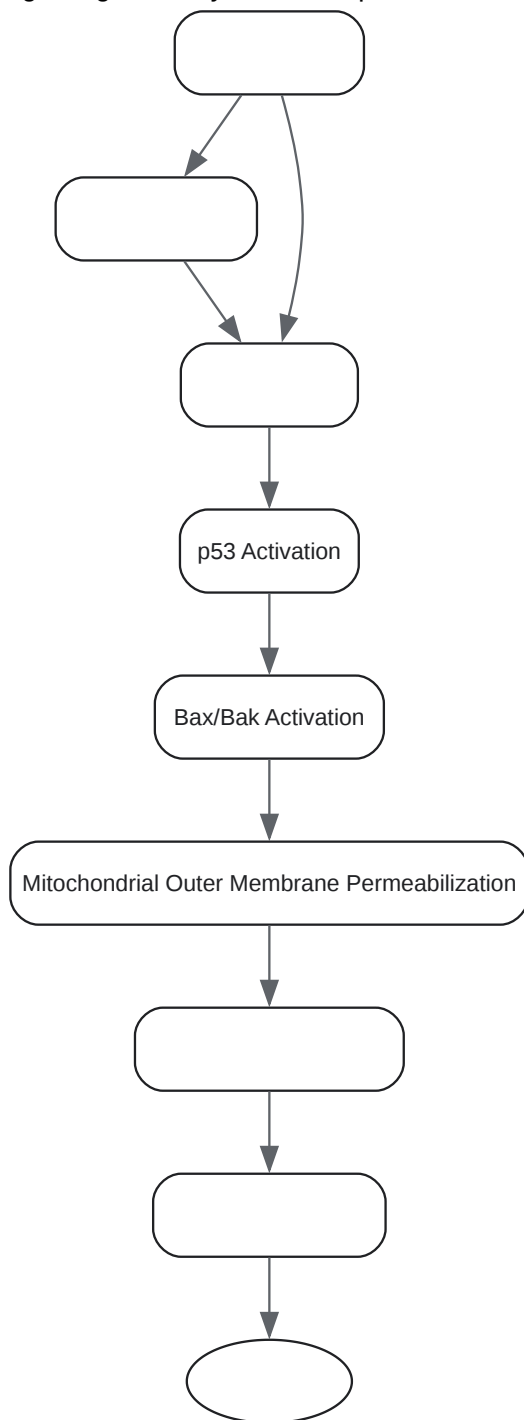 p53 Activation
Bax/Bak Activation
Mitochondrial Outer Membrane Permeabilization